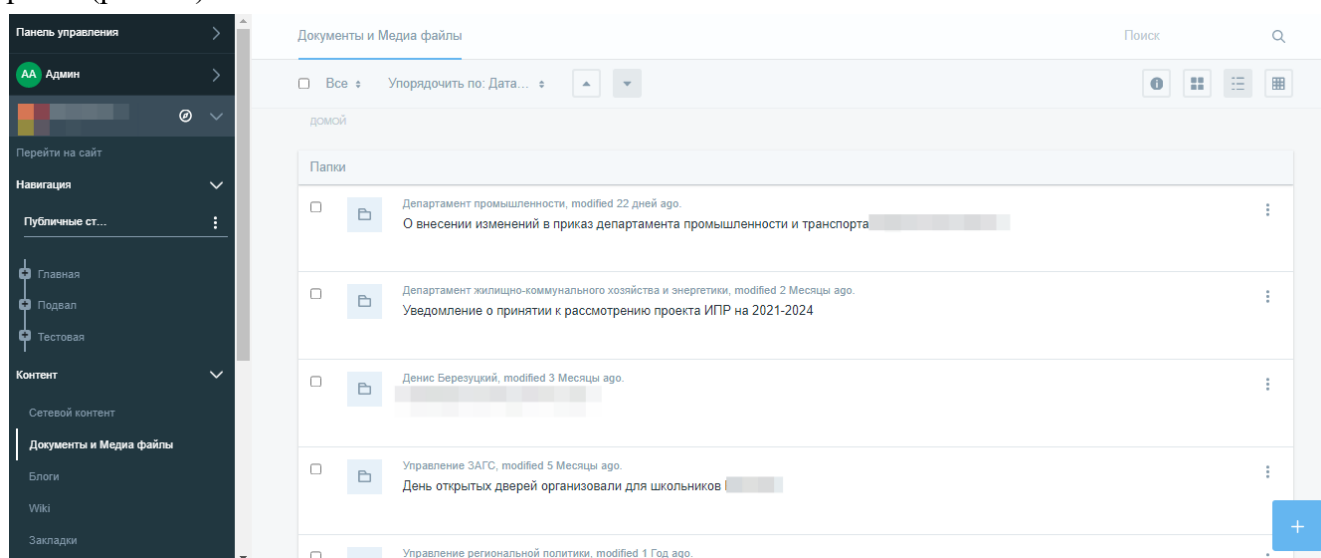 Панель управления
АА Админ
Перейти на сайт
Навигация
Публичные ст...
Главная
Подвал
Тестовая
Контент
Сетевой контент
Документы и Медиа файлы
Блоги
Wiki
Закладки
Документы и Медиа файлы
Поиск
Все
Упорядочить по: Дата...
домой
Папки
Департамент промышленности, modified 22 дней ago.
О внесении изменений в приказ департамента промышленности и транспорта
Департамент жилищно-коммунального хозяйства и энергетики, modified 2 Месяцы ago.
Уведомление о принятии к рассмотрению проекта ИПР на 2021-2024
Денис Березуцкий, modified 3 Месяцы ago.
Управление ЗАГС, modified 5 Месяцы ago.
День открытых дверей организовали для школьников
Управление региональной политики, modified 1 Год ago.